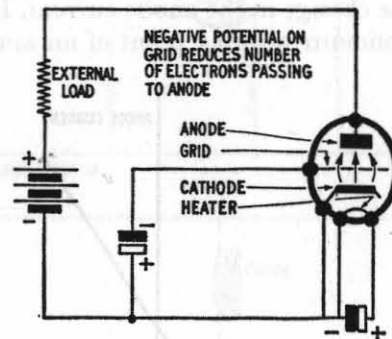 NEGATIVE POTENTIAL ON
GRID REDUCES NUMBER
OF ELECTRONS PASSING
TO ANODE
EXTERNAL
LOAD
ANODE
GRID
CATHODE
HEATER
+
-
-
+
-
+